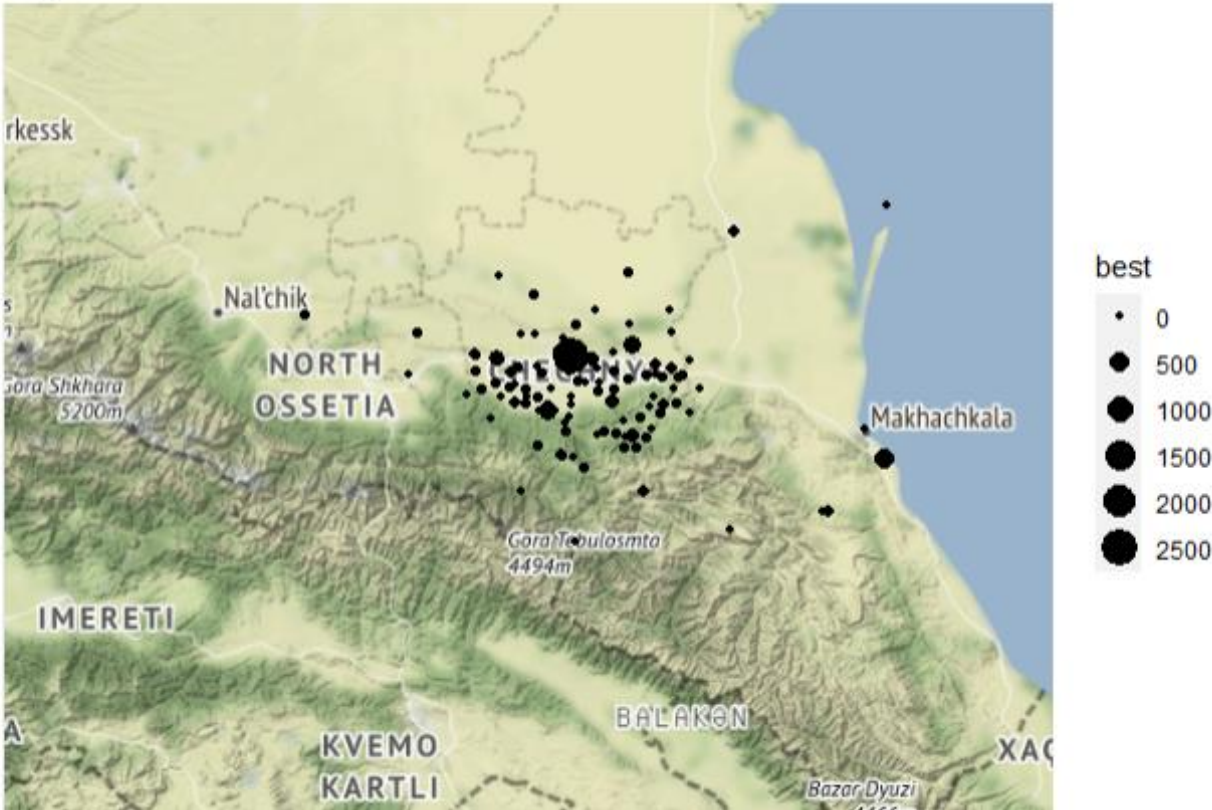 rkessk
Nal'chik
s
NORTH
OSSETIA
Gora Shkhara
5200m
Makhachkala
Gora Tebulosmta
4494m
IMERETI
BALAKƏN
A
KVEMO
KARTLI
XAÇ
Bazar Dyuzi
best
0
500
1000
1500
2000
2500